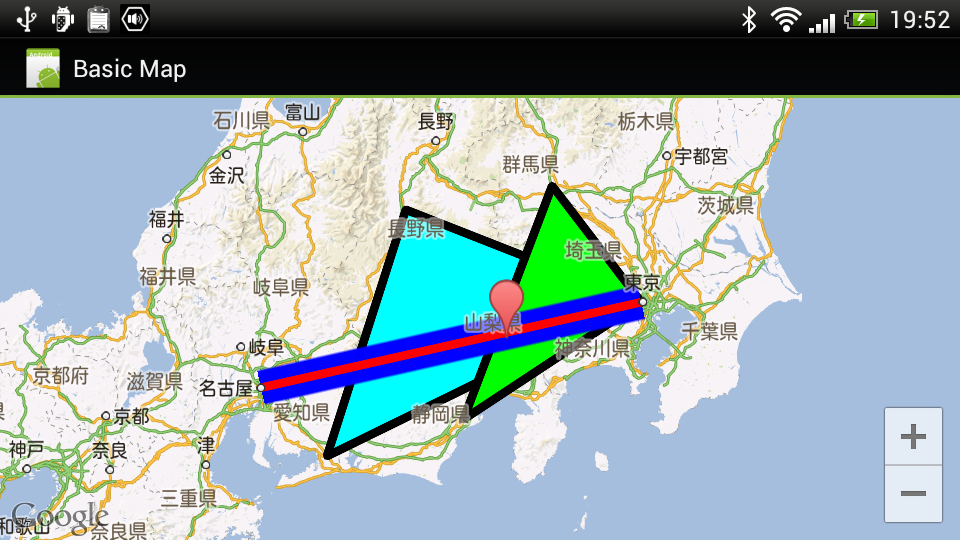 19:52
Basic Map
石川県
富山
長野
栃木県
金沢
群馬県
宇都宮
茨城県
福井
長野県
埼玉県
福井県
岐阜県
東京
山梨県
千葉県
岐阜
神奈川県
京都府
滋賀県
名古屋
愛知県
静岡県
京都
神戸
奈良
津
三重県
Google
和歌山
奈良県